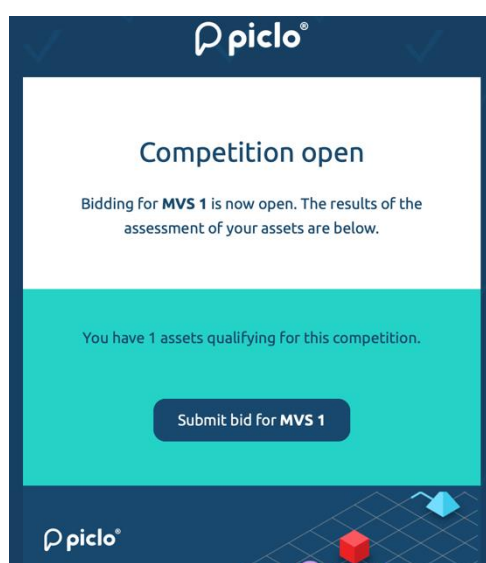 piclo®
Competition open
Bidding for MVS 1 is now open. The results of the
assessment of your assets are below.
You have 1 assets qualifying for this competition.
Submit bid for MVS 1
piclo®